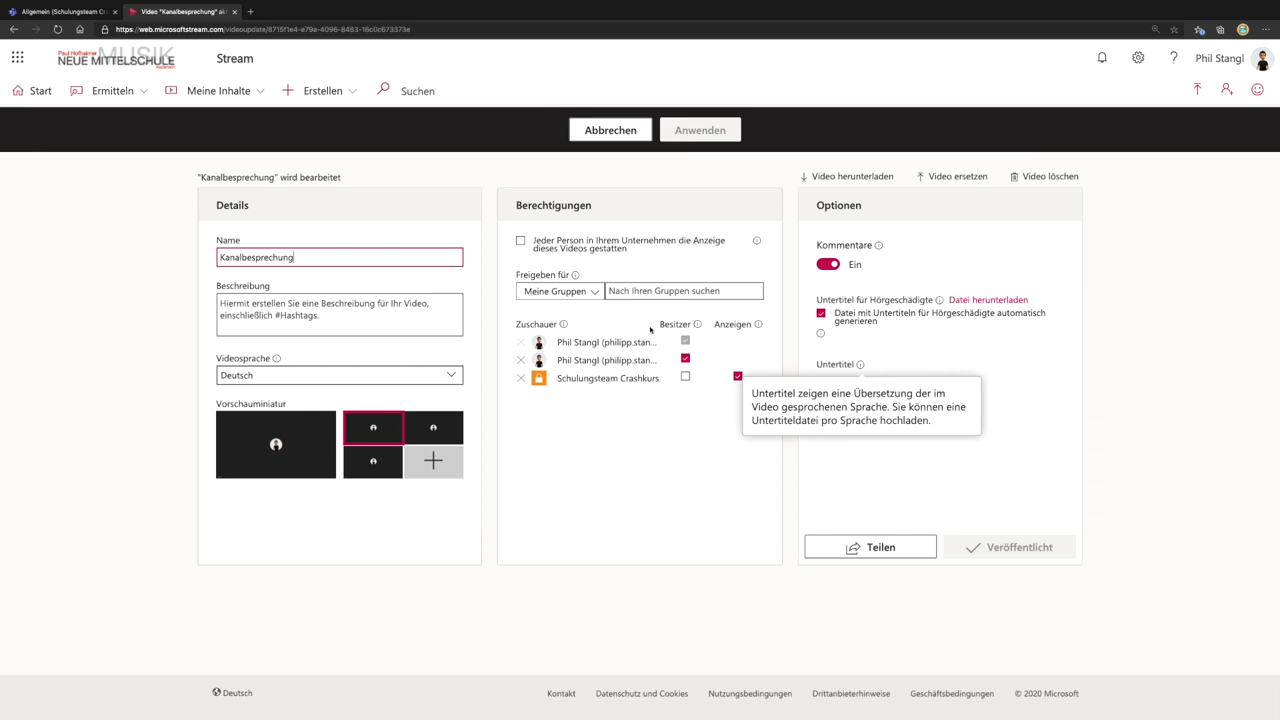 Allgemein (Schulungsteam Cr
Video "Kanalbesprechung" akt
https://web.microsoftstream.com/videoupdate/8715f1e4-e79a-4096-8483-16c0c673373e
Paul Hofhaimer
MUSIK
NEUE MITTELSCHULE
Stream
Phil Stangl
Start
Ermitteln
Meine Inhalte
Erstellen
Suchen
Abbrechen
Anwenden
"Kanalbesprechung" wird bearbeitet
Video herunterladen
Video ersetzen
Video löschen
Details
Name
Kanalbesprechung
Beschreibung
Hiermit erstellen Sie eine Beschreibung für Ihr Video,
einschließlich #Hashtags.
Videosprache
Deutsch
Vorschauminiatur
Berechtigungen
Jeder Person in Ihrem Unternehmen die Anzeige
dieses Videos gestatten
Freigeben für
Meine Gruppen
Nach Ihren Gruppen suchen
Zuschauer
Besitzer
Anzeigen
Phil Stangl (philipp.stan...
Phil Stangl (philipp.stan...
Schulungsteam Crashkurs
Optionen
Kommentare
Ein
Untertitel für Hörgeschädigte
Datei herunterladen
Datei mit Untertiteln für Hörgeschädigte automatisch
generieren
Untertitel
Untertitel zeigen eine Übersetzung der im
Video gesprochenen Sprache. Sie können eine
Untertiteldatei pro Sprache hochladen.
Teilen
Veröffentlicht
Deutsch
Kontakt
Datenschutz und Cookies
Nutzungsbedingungen
Drittanbieterhinweise
Geschäftsbedingungen
© 2020 Microsoft